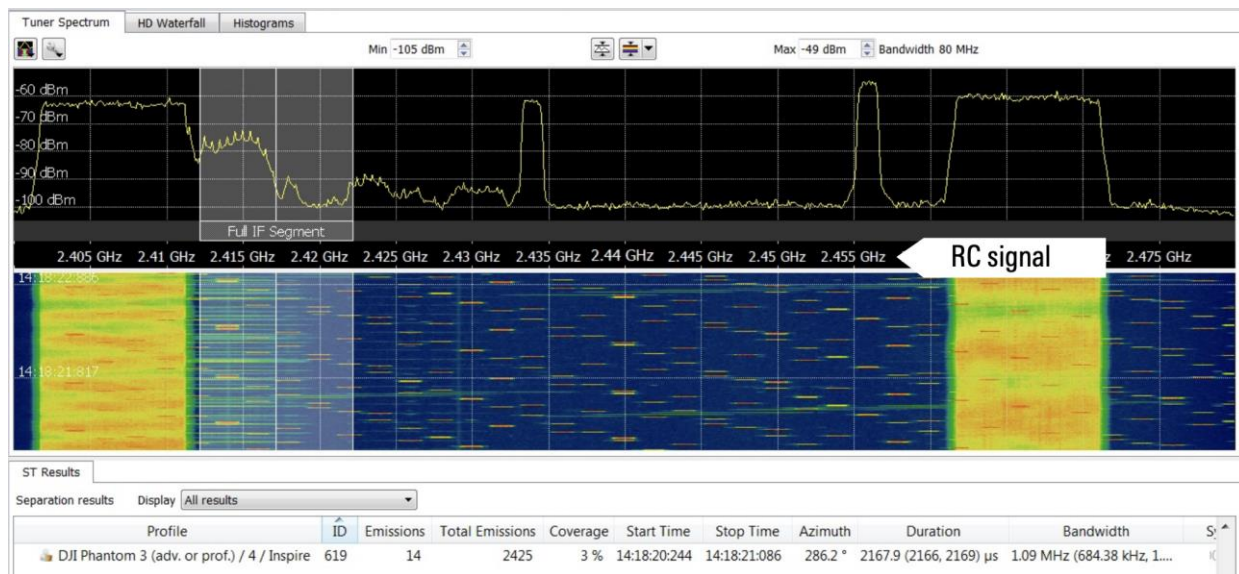 Tuner Spectrum HD Waterfall Histograms
Min -105 dBm Max -49 dBm Bandwidth 80 MHz
-60 dBm
-70 dBm
-80 dBm
-90 dBm
-100 dBm
Full IF Segment
2.405 GHz 2.41 GHz 2.415 GHz 2.42 GHz 2.425 GHz 2.43 GHz 2.435 GHz 2.44 GHz 2.445 GHz 2.45 GHz 2.455 GHz RC signal z 2.475 GHz
14:18:22:886
14:18:21:817
ST Results
Separation results Display All results
Profile ID Emissions Total Emissions Coverage Start Time Stop Time Azimuth Duration Bandwidth
DJI Phantom 3 (adv. or prof.) / 4 / Inspire 619 14 2425 3 % 14:18:20:244 14:18:21:086 286.2 ° 2167.9 (2166, 2169) µs 1.09 MHz (684.38 kHz, 1....